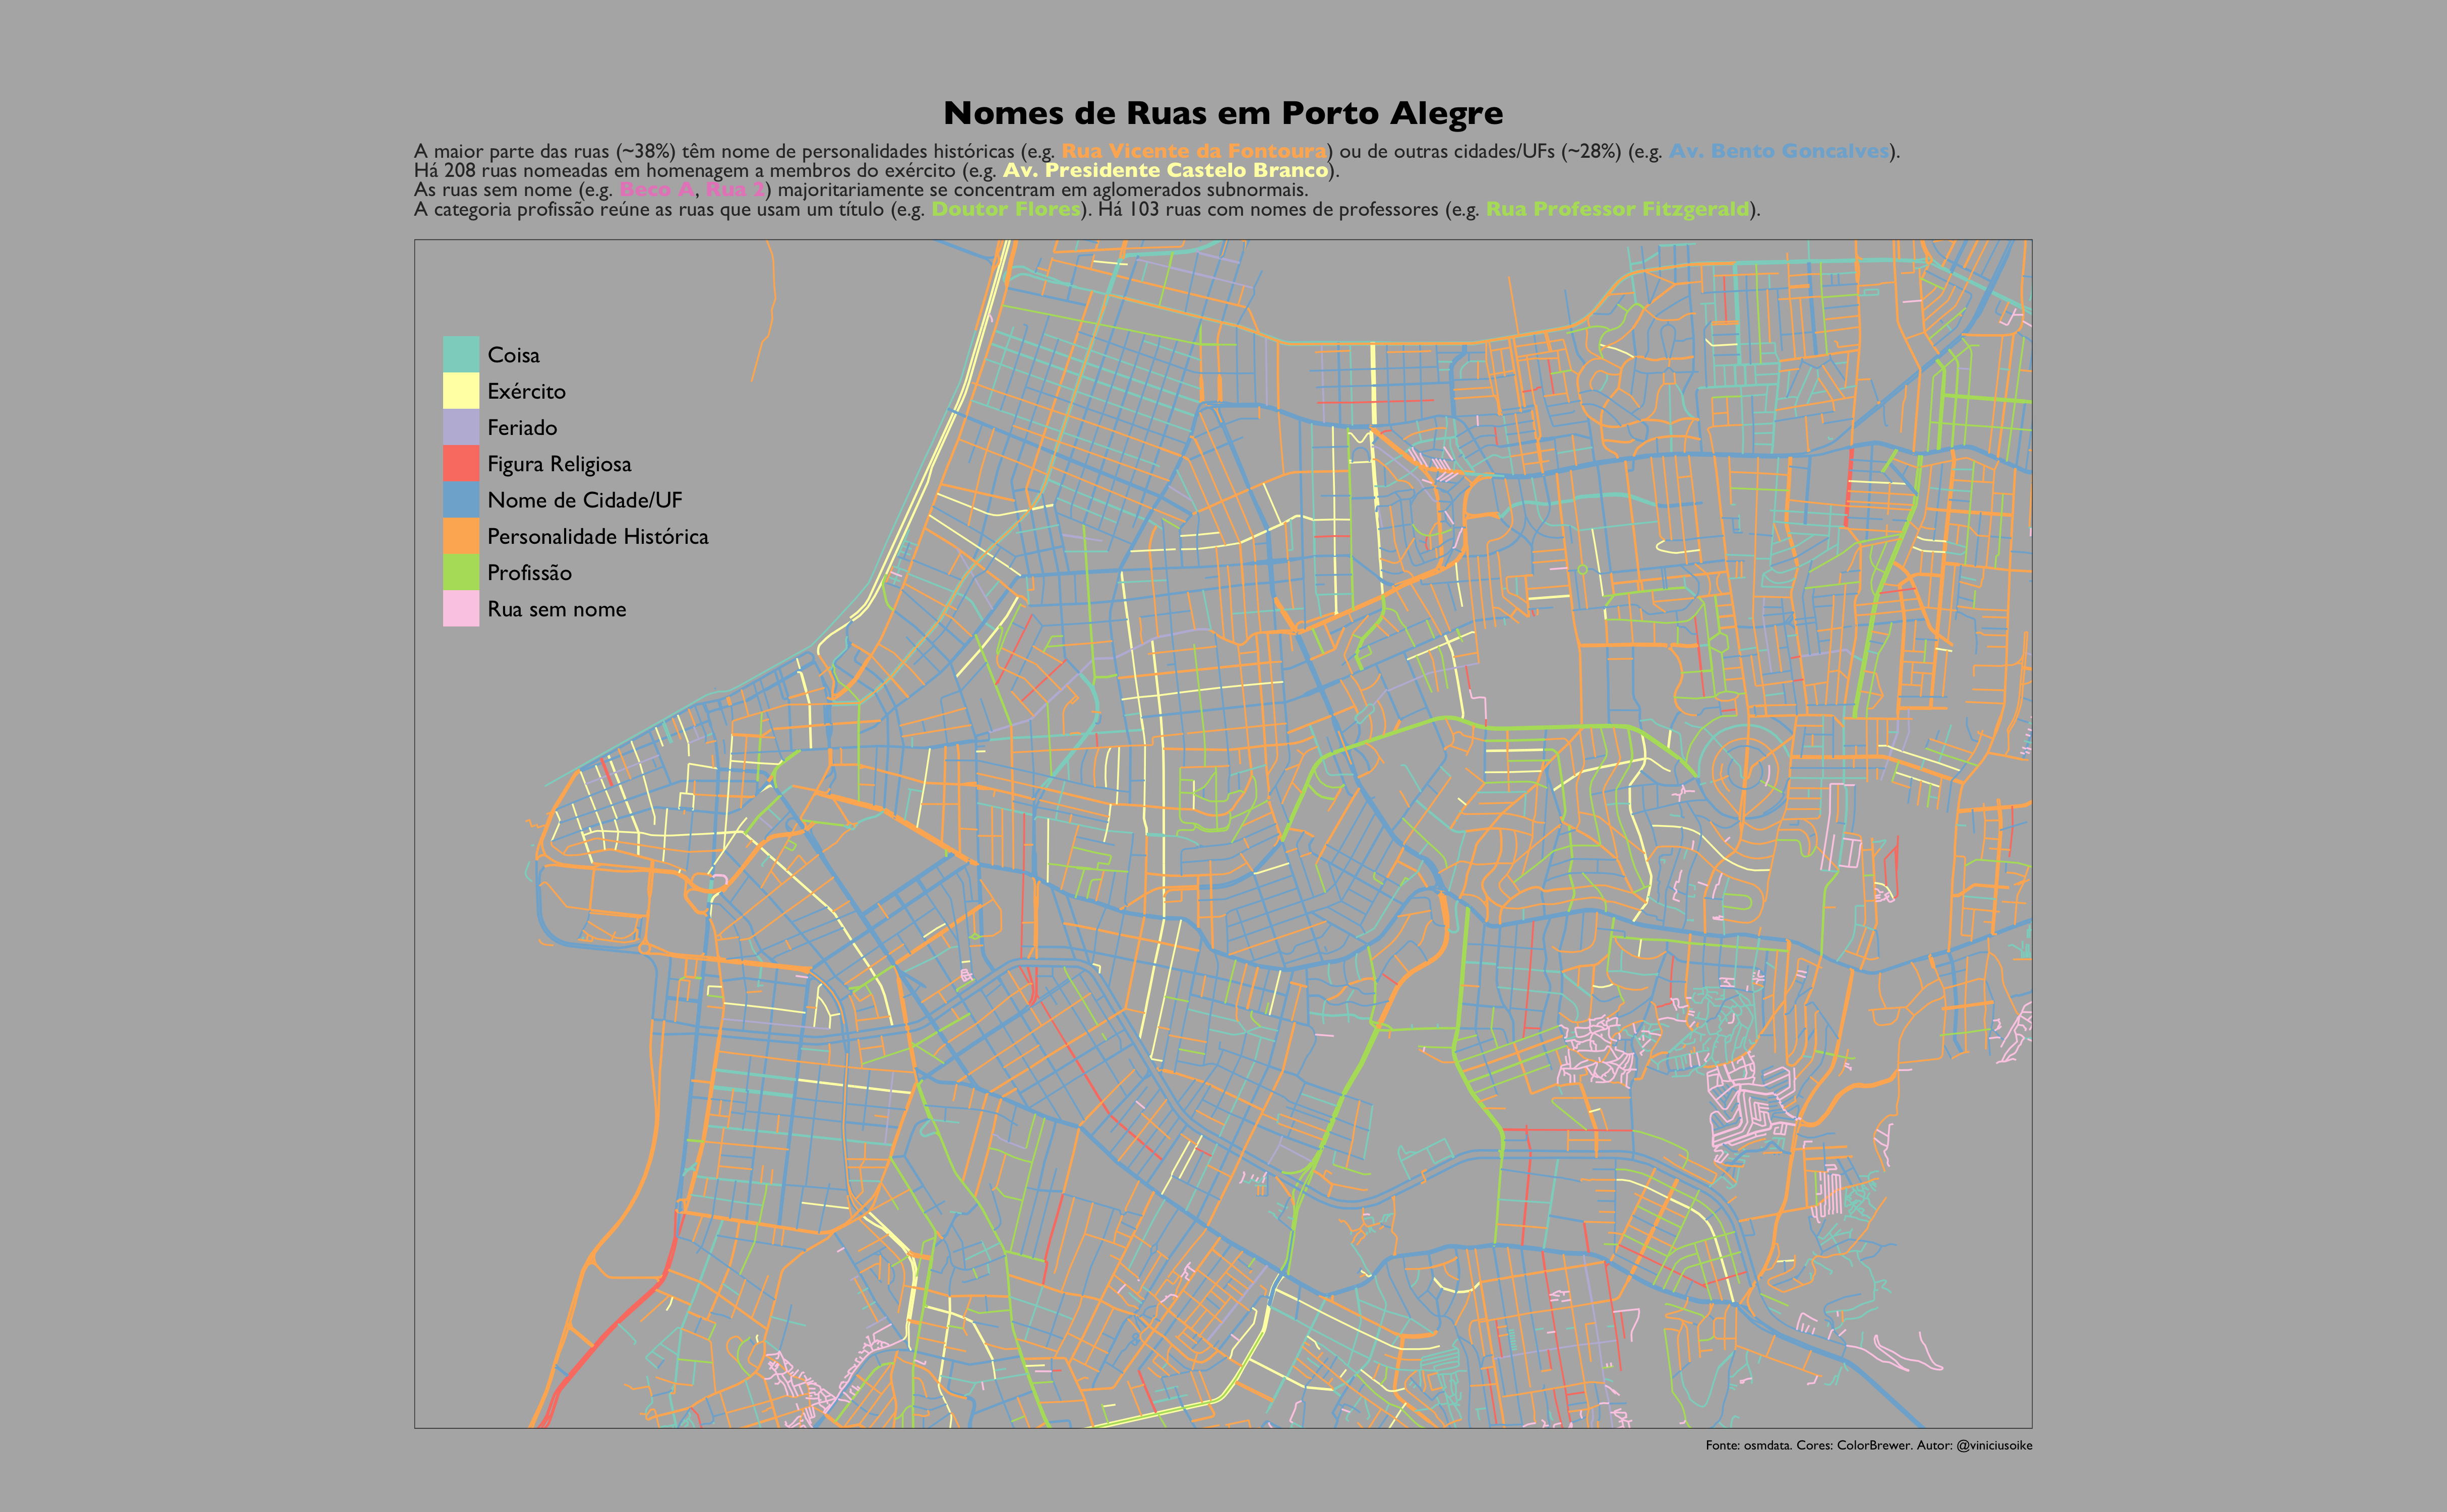 Nomes de Ruas em Porto Alegre
A maior parte das ruas (~38%) têm nome de personalidades históricas (e.g. Rua Vicente da Fontoura) ou de outras cidades/UFs (~28%) (e.g. Av. Bento Goncalves).
Há 208 ruas nomeadas em homenagem a membros do exército (e.g. Av. Presidente Castelo Branco).
As ruas sem nome (e.g. Beco A, Rua 2) majoritariamente se concentram em aglomerados subnormais.
A categoria profissão reúne as ruas que usam um título (e.g. Doutor Flores). Há 103 ruas com nomes de professores (e.g. Rua Professor Fitzgerald).
Coisa
Exército
Feriado
Figura Religiosa
Nome de Cidade/UF
Personalidade Histórica
Profissão
Rua sem nome
Fonte: osmdata. Cores: ColorBrewer. Autor: @viniciusoike